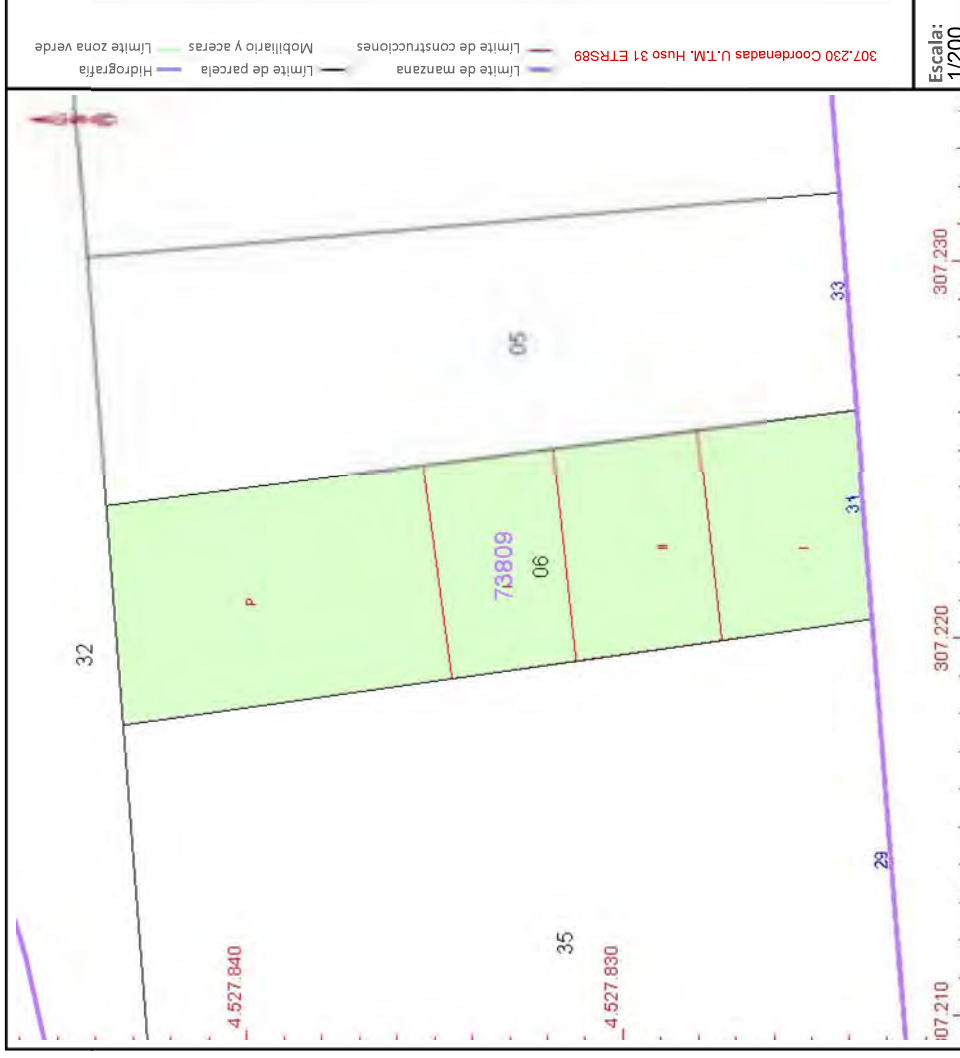 Límite de manzana
Límite de parcela
Hidrografía
307.230 Coordenadas U.T.M. Huso 31 ETRS89
Límite de construcciones
Mobiliario y aceras
Límite zona verde
Escala:
1/200
32
05
33
P
73809
06
II
I
31
35
29
4.527.840
4.527.830
307.230
307.220
307.210